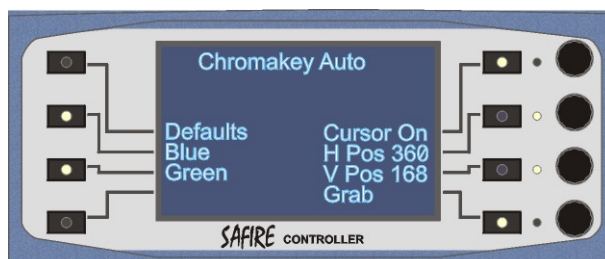 Chromakey Auto
Defaults Cursor On
Blue H Pos 360
Green V Pos 168
Grab
SAFIRE CONTROLLER